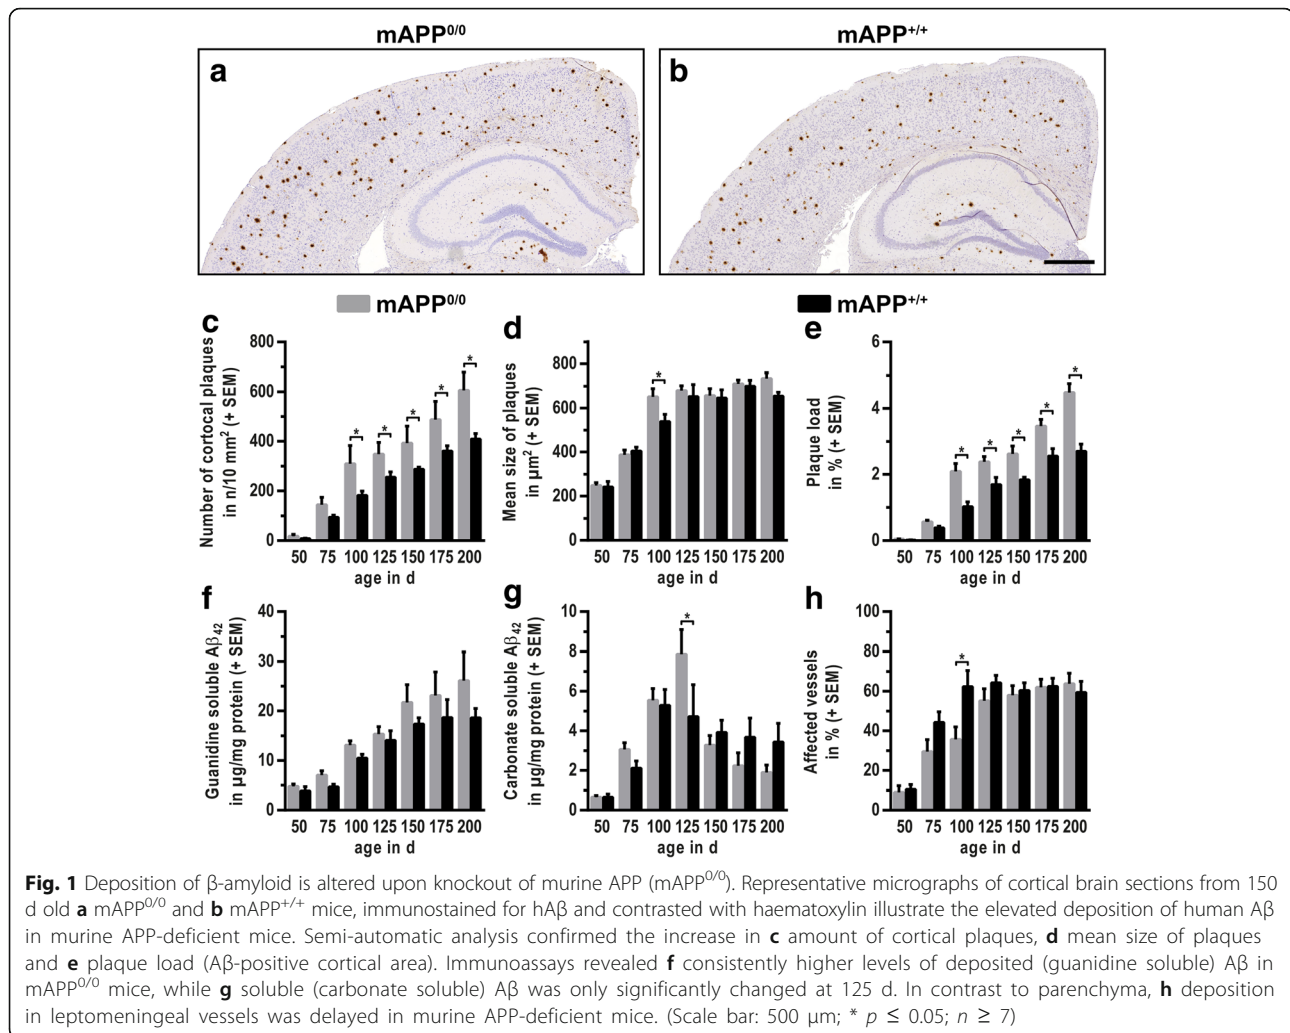 mAPP0/0
mAPP+/+
a
b
mAPP0/0
mAPP+/+
c
Number of cortocal plaques
in n/10 mm2 (+ SEM)
800
600
400
200
0
* * * * *
50 75 100 125 150 175 200
age in d
d
Mean size of plaques
in µm2 (+ SEM)
800
600
400
200
0
*
50 75 100 125 150 175 200
age in d
e
Plaque load
in % (+ SEM)
6
4
2
0
* * * * *
50 75 100 125 150 175 200
age in d
f
Guanidine soluble Aβ42
in µg/mg protein (+ SEM)
40
30
20
10
0
50 75 100 125 150 175 200
age in d
g
Carbonate soluble Aβ42
in µg/mg protein (+ SEM)
10
8
6
4
2
0
*
50 75 100 125 150 175 200
age in d
h
Affected vessels
in % (+ SEM)
100
80
60
40
20
0
*
50 75 100 125 150 175 200
age in d
Fig. 1 Deposition of β-amyloid is altered upon knockout of murine APP (mAPP0/0). Representative micrographs of cortical brain sections from 150
d old a mAPP0/0 and b mAPP+/+ mice, immunostained for hAβ and contrasted with haematoxylin illustrate the elevated deposition of human Aβ
in murine APP-deficient mice. Semi-automatic analysis confirmed the increase in c amount of cortical plaques, d mean size of plaques
and e plaque load (Aβ-positive cortical area). Immunoassays revealed f consistently higher levels of deposited (guanidine soluble) Aβ in
mAPP0/0 mice, while g soluble (carbonate soluble) Aβ was only significantly changed at 125 d. In contrast to parenchyma, h deposition
in leptomeningeal vessels was delayed in murine APP-deficient mice. (Scale bar: 500 µm; * p ≤ 0.05; n ≥ 7)